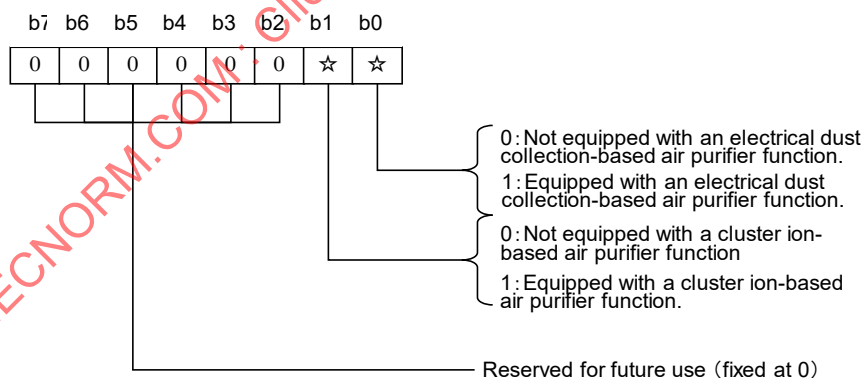 b7 b6 b5 b4 b3 b2 b1 b0
0 0 0 0 0 0 ☆ ☆
0:Not equipped with an electrical dust
collection-based air purifier function.
1:Equipped with an electrical dust
collection-based air purifier function.
0:Not equipped with a cluster ion-
based air purifier function
1:Equipped with a cluster ion-based
air purifier function.
Reserved for future use (fixed at 0)
ECNORM.COM : Clic